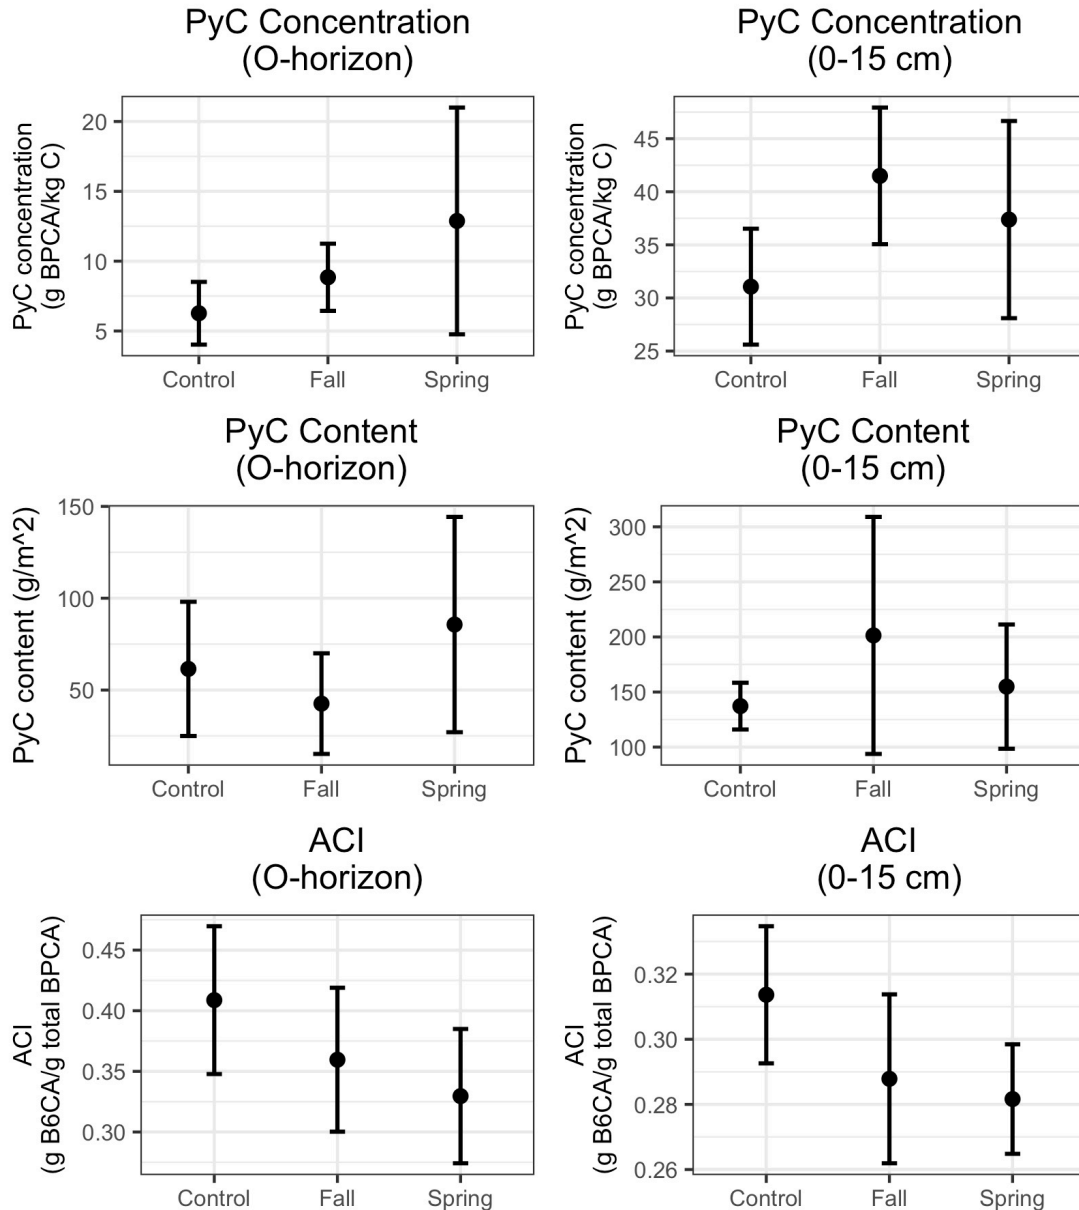 PyC Concentration
(O-horizon)
PyC concentration
(g BPCA/kg C)
20
15
10
5
Control Fall Spring
PyC Concentration
(0-15 cm)
PyC concentration
(g BPCA/kg C)
45
40
35
30
25
Control Fall Spring
PyC Content
(O-horizon)
PyC content (g/m^2)
150
100
50
Control Fall Spring
PyC Content
(0-15 cm)
PyC content (g/m^2)
300
250
200
150
100
Control Fall Spring
ACI
(O-horizon)
ACI
(g B6CA/g total BPCA)
0.45
0.40
0.35
0.30
Control Fall Spring
ACI
(0-15 cm)
ACI
(g B6CA/g total BPCA)
0.32
0.30
0.28
0.26
Control Fall Spring